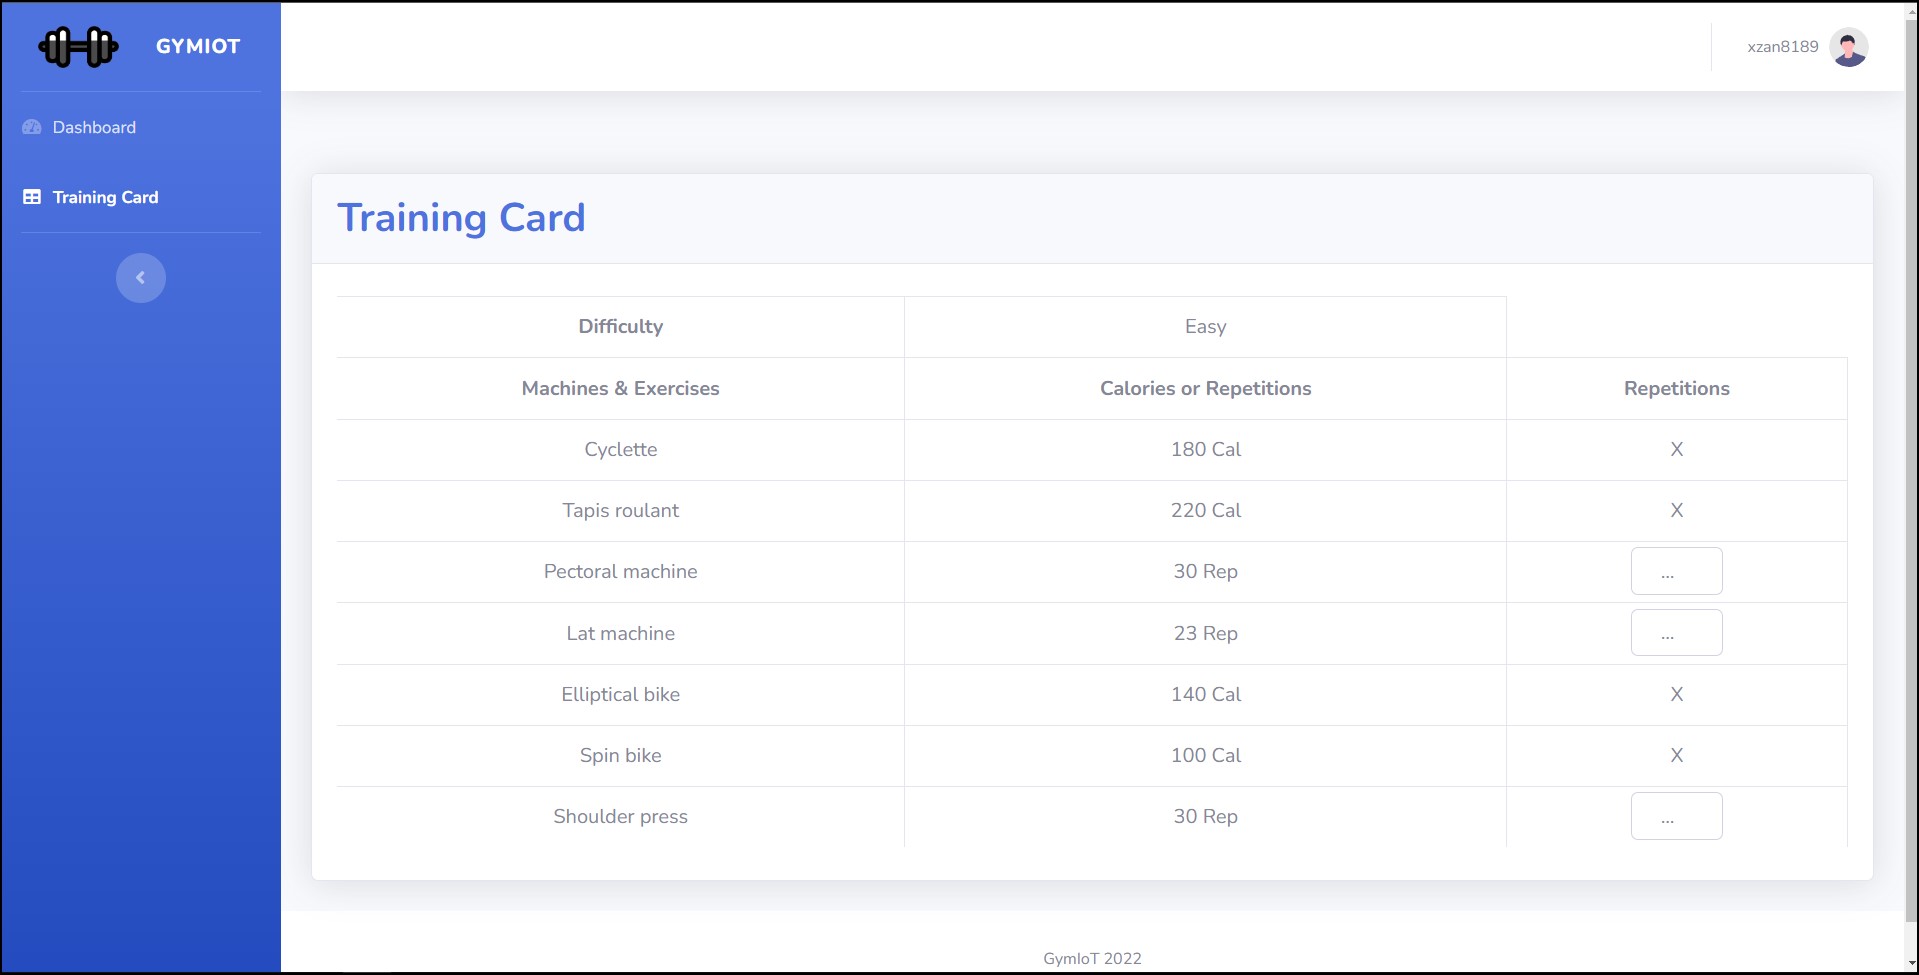 GYMIOT
xzan8189
Dashboard
Training Card
Training Card
Difficulty Easy
Machines & Exercises Calories or Repetitions Repetitions
Cyclette 180 Cal X
Tapis roulant 220 Cal X
Pectoral machine 30 Rep ...
Lat machine 23 Rep ...
Elliptical bike 140 Cal X
Spin bike 100 Cal X
Shoulder press 30 Rep ...
GymIoT 2022